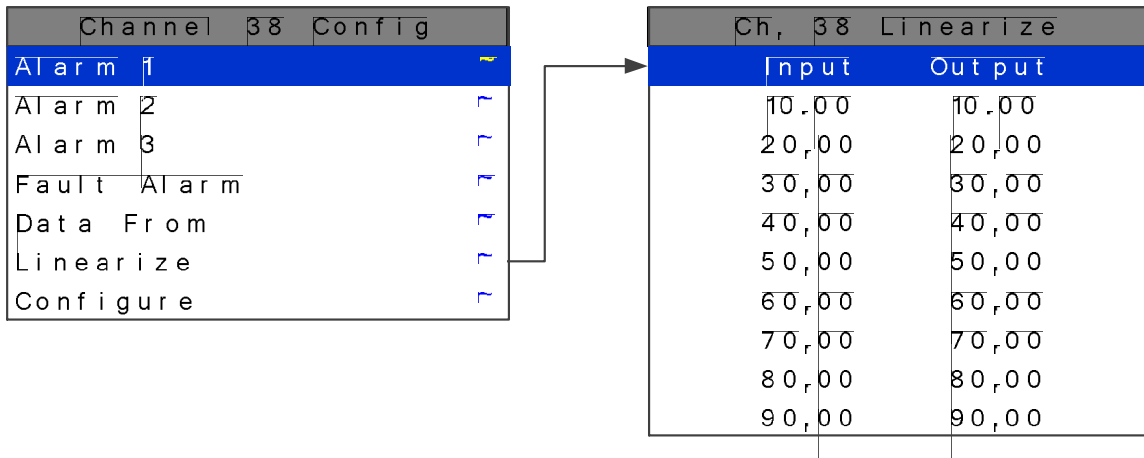 Channel 38 Config
Alarm 1 ~
Alarm 2 ~
Alarm 3 ~
Fault Alarm ~
Data From ~
Linearize ~
Configure ~
Ch, 38 Linearize
Input Output
10.00 10.00
20,00 20,00
30,00 30,00
40,00 40,00
50,00 50,00
60,00 60,00
70,00 70,00
80,00 80,00
90,00 90,00